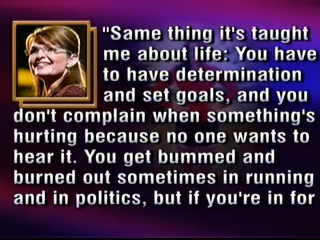 "Same thing it's taught
me about life: You have
to have determination
and set goals, and you
don't complain when something's
hurting because no one wants to
hear it. You get bummed and
burned out sometimes in running
and in politics, but if you're in for